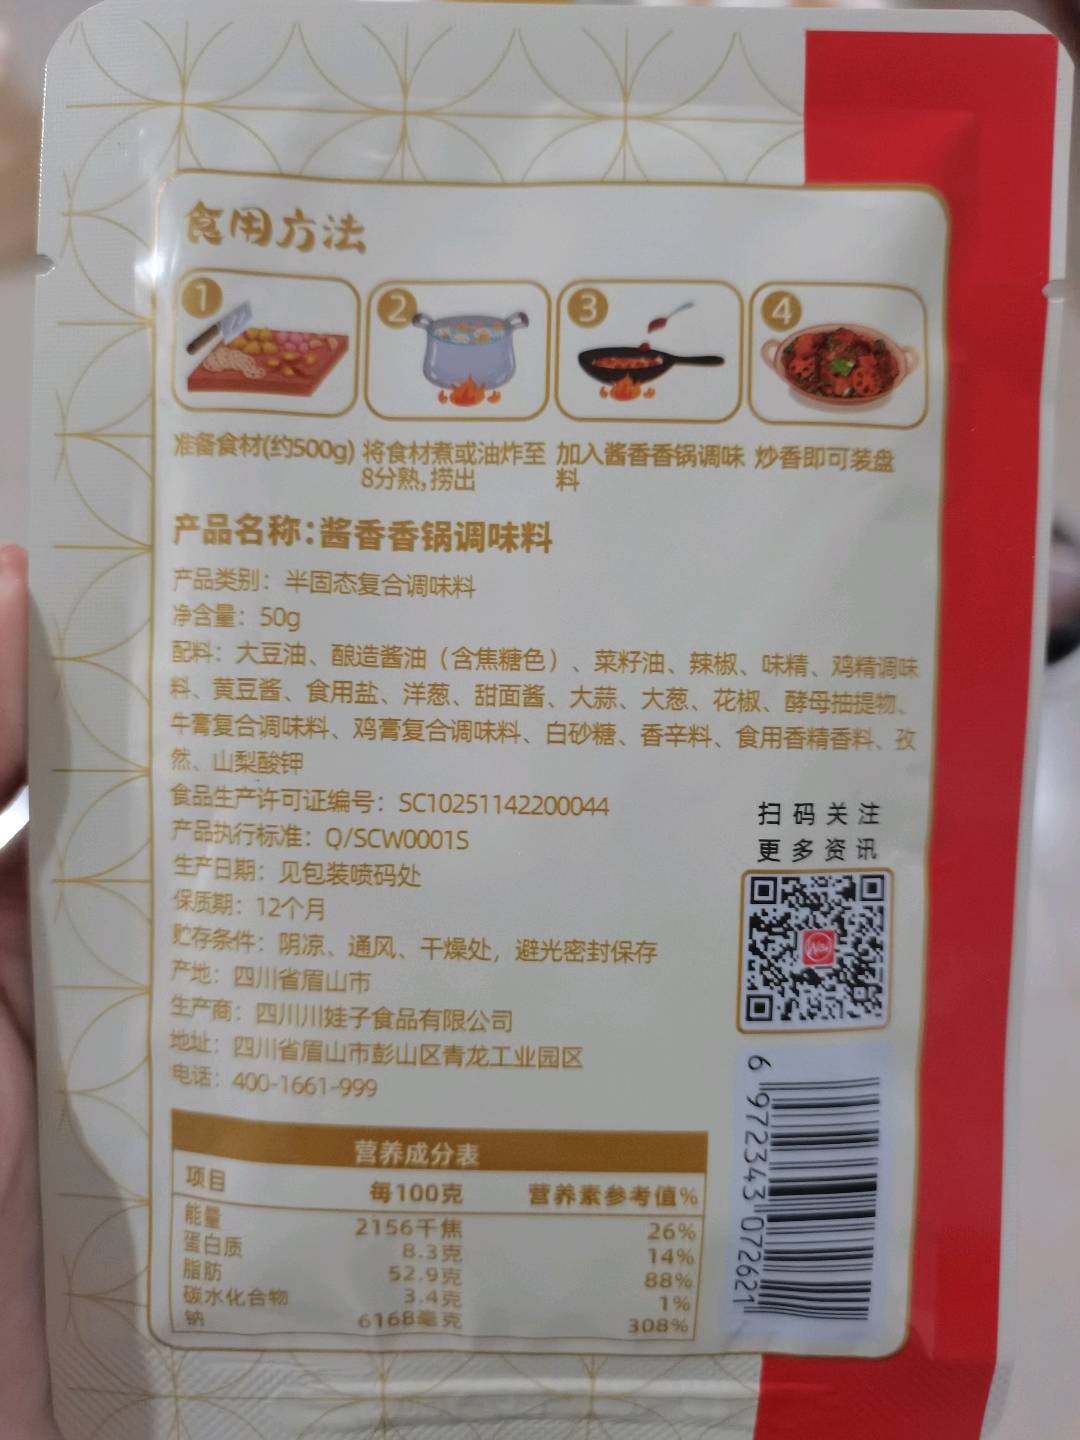 食用方法
1
2
3
4
准备食材(约500g)
将食材煮或油炸至
8分熟,捞出
加入酱香香锅调味
料
炒香即可装盘
产品名称:酱香香锅调味料
产品类别：半固态复合调味料
净含量：50g
配料：大豆油、酿造酱油（含焦糖色）、菜籽油、辣椒、味精、鸡精调味
料、黄豆酱、食用盐、洋葱、甜面酱、大蒜、大葱、花椒、酵母抽提物、
牛膏复合调味料、鸡膏复合调味料、白砂糖、香辛料、食用香精香料、孜
然、山梨酸钾
食品生产许可证编号：SC10251142200044
产品执行标准：Q/SCW0001S
生产日期：见包装喷码处
保质期：12个月
贮存条件：阴凉、通风、干燥处，避光密封保存
产地：四川省眉山市
生产商：四川川娃子食品有限公司
地址：四川省眉山市彭山区青龙工业园区
电话：400-1661-999
扫码关注
更多资讯
营养成分表
项目 每100克 营养素参考值%
能量 2156千焦 26%
蛋白质 8.3克 14%
脂肪 52.9克 88%
碳水化合物 3.4克 1%
钠 6168毫克 308%
6 972343 072621